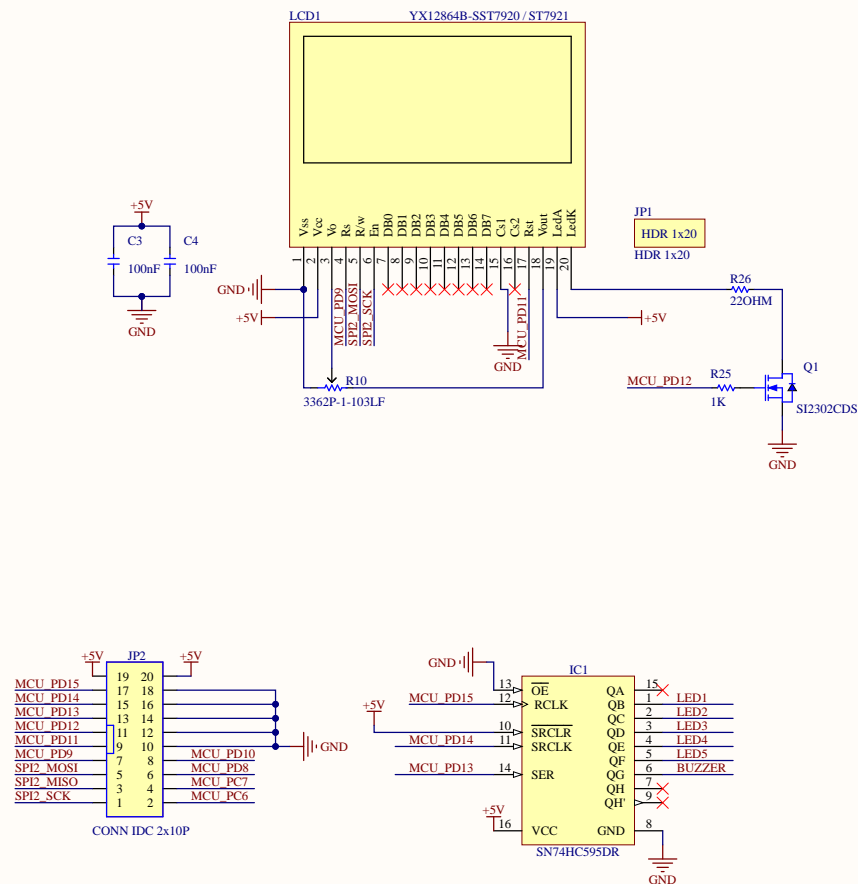 LCD1 YX12864B-SST7920 / ST7921
Vss
Vcc
Vo
Rs
R/w
En
DB0
DB1
DB2
DB3
DB4
DB5
DB6
DB7
Cs1
Cs2
Rst
Vout
LedA
LedK
1
2
3
4
5
6
7
8
9
10
11
12
13
14
15
16
17
18
19
20
MCU_PD9
SPI2_MOSI
SPI2_SCK
MCU_PD11
GND
+5V
GND
+5V
R10
3362P-1-103LF
+5V
C3 C4
100nF 100nF
GND
JP1
HDR 1x20
HDR 1x20
R26
22OHM
Q1
MCU_PD12 R25
1K
SI2302CDS
GND
+5V JP2 +5V
19 20
MCU_PD15 17 18
MCU_PD14 15 16
MCU_PD13 13 14
MCU_PD12 11 12
MCU_PD11 9 10 GND
MCU_PD9 7 8 MCU_PD10
SPI2_MOSI 5 6 MCU_PD8
SPI2_MISO 3 4 MCU_PC7
SPI2_SCK 1 2 MCU_PC6
CONN IDC 2x10P
GND IC1
13 OE QA 15
MCU_PD15 12 RCLK QB 1 LED1
+5V QC 2 LED2
10 SRCLR QD 3 LED3
MCU_PD14 11 SRCLK QE 4 LED4
QF 5 LED5
MCU_PD13 14 SER QG 6 BUZZER
QH 7
QH' 9
+5V
16 VCC GND 8
SN74HC595DR
GND